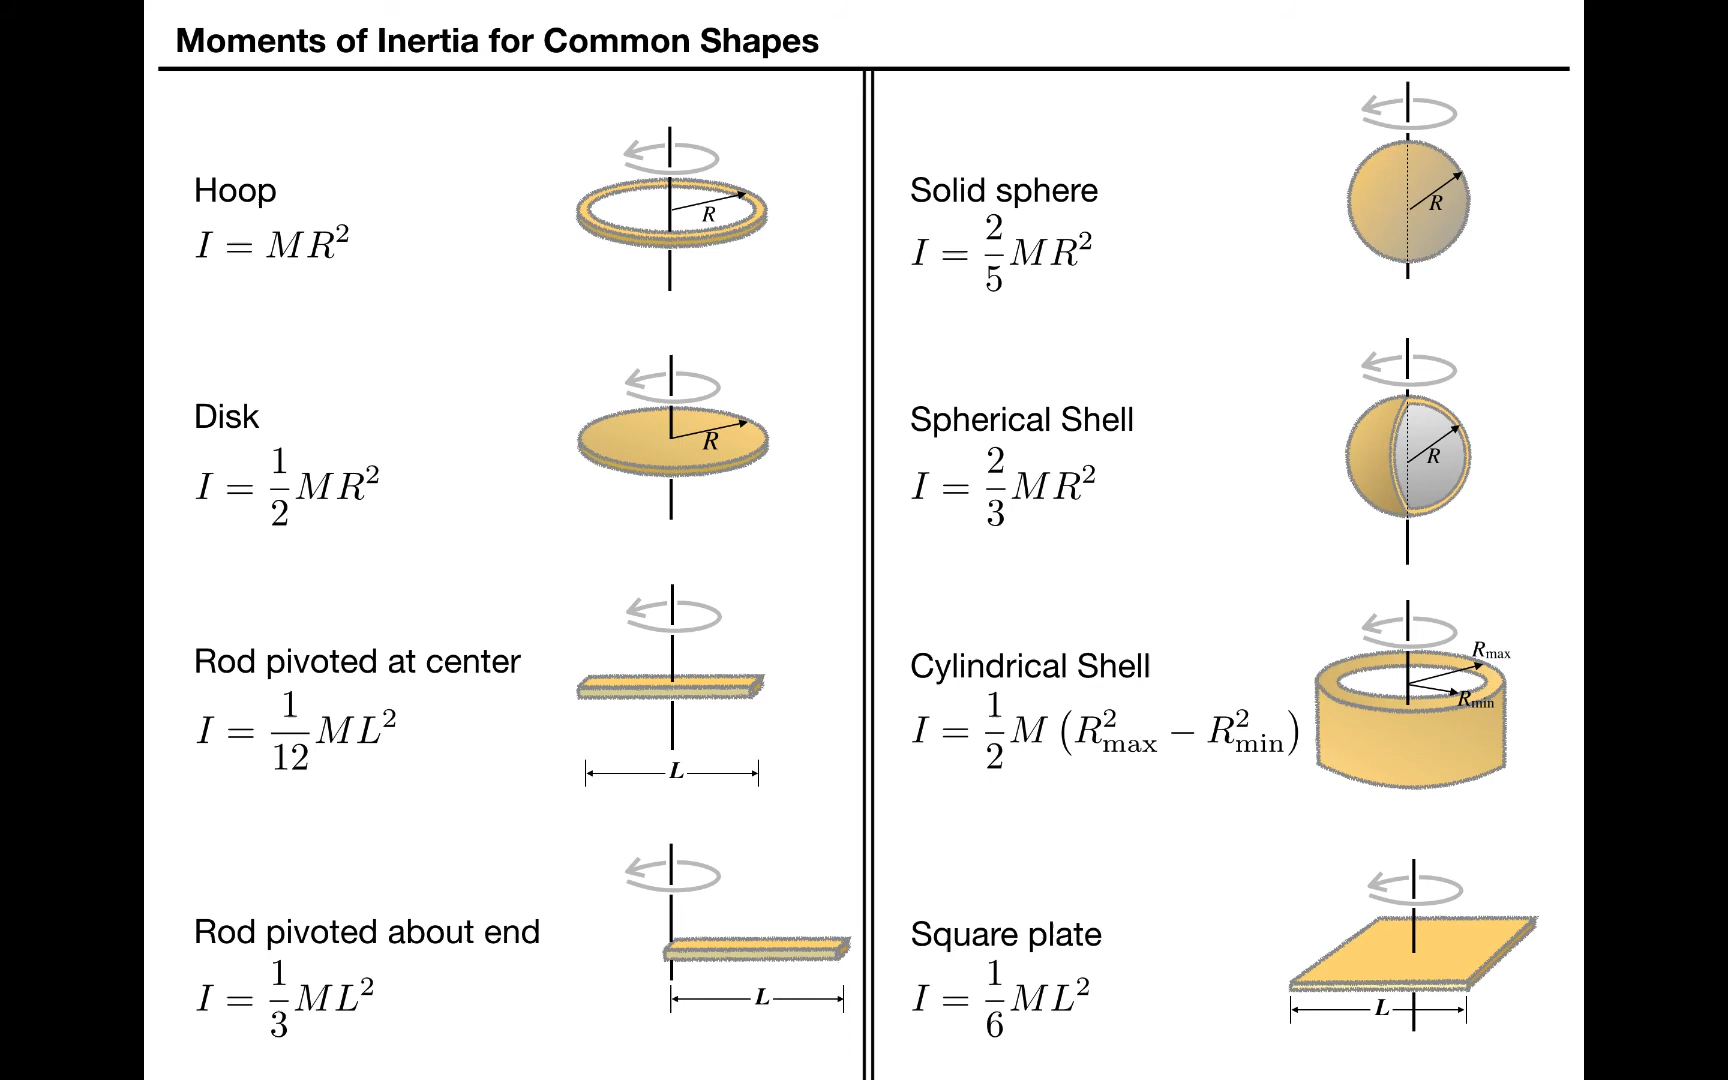 Moments of Inertia for Common Shapes
Hoop
I = MR²
R
Disk
I = 1/2 MR²
R
Rod pivoted at center
I = 1/12 ML²
L
Rod pivoted about end
I = 1/3 ML²
L
Solid sphere
I = 2/5 MR²
R
Spherical Shell
I = 2/3 MR²
R
Cylindrical Shell
I = 1/2 M (R²max − R²min)
Rmax
Rmin
Square plate
I = 1/6 ML²
L